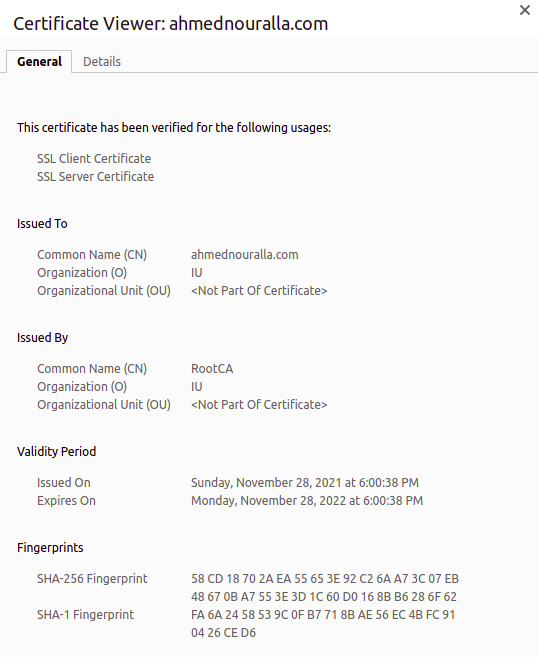 Certificate Viewer: ahmednouralla.com
General Details
This certificate has been verified for the following usages:
SSL Client Certificate
SSL Server Certificate
Issued To
Common Name (CN) ahmednouralla.com
Organization (O) IU
Organizational Unit (OU) <Not Part Of Certificate>
Issued By
Common Name (CN) RootCA
Organization (O) IU
Organizational Unit (OU) <Not Part Of Certificate>
Validity Period
Issued On Sunday, November 28, 2021 at 6:00:38 PM
Expires On Monday, November 28, 2022 at 6:00:38 PM
Fingerprints
SHA-256 Fingerprint 58 CD 18 70 2A EA 55 65 3E 92 C2 6A A7 3C 07 EB
48 67 0B A7 55 3E 3D 1C 60 D0 16 8B B6 28 6F 62
SHA-1 Fingerprint FA 6A 24 58 53 9C 0F B7 71 8B AE 56 EC 4B FC 91
04 26 CE D6